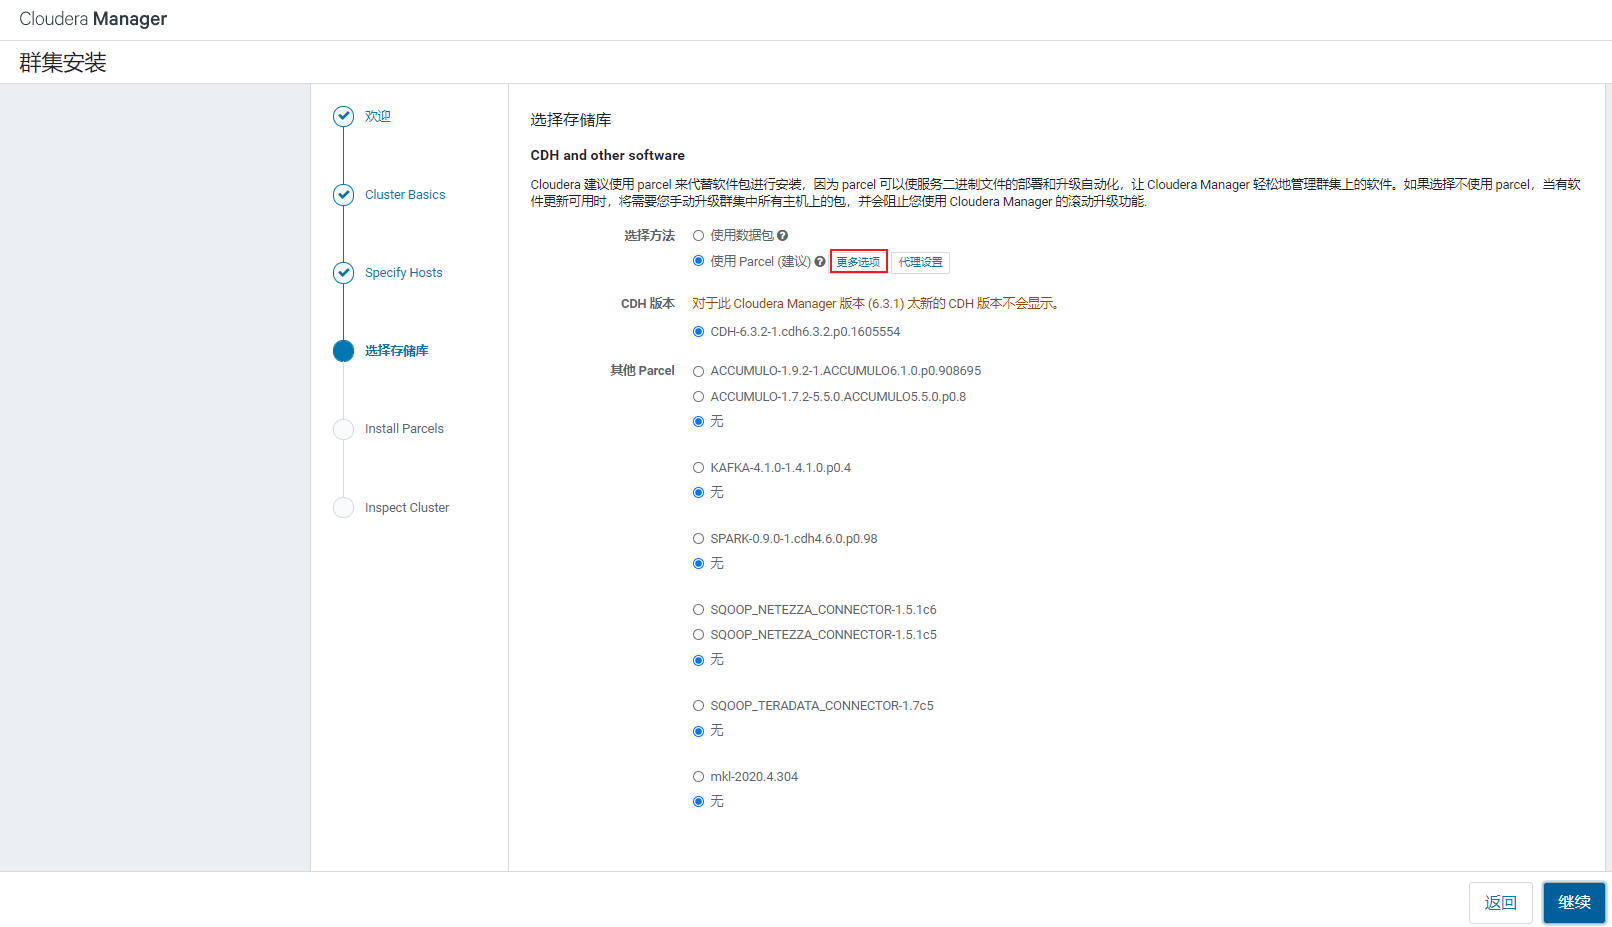 Cloudera Manager
群集安装
欢迎
Cluster Basics
Specify Hosts
选择存储库
Install Parcels
Inspect Cluster
选择存储库
CDH and other software
Cloudera 建议使用 parcel 来代替软件包进行安装，因为 parcel 可以使服务二进制文件的部署和升级自动化，让 Cloudera Manager 轻松地管理群集上的软件。如果选择不使用 parcel，当有软
件更新可用时，将需要您手动升级群集中所有主机上的包，并会阻止您使用 Cloudera Manager 的滚动升级功能.
选择方法 使用数据包
使用 Parcel (建议) 更多选项 代理设置
CDH 版本 对于此 Cloudera Manager 版本 (6.3.1) 太新的 CDH 版本不会显示。
CDH-6.3.2-1.cdh6.3.2.p0.1605554
其他 Parcel ACCUMULO-1.9.2-1.ACCUMULO6.1.0.p0.908695
ACCUMULO-1.7.2-5.5.0.ACCUMULO5.5.0.p0.8
无
KAFKA-4.1.0-1.4.1.0.p0.4
无
SPARK-0.9.0-1.cdh4.6.0.p0.98
无
SQOOP_NETEZZA_CONNECTOR-1.5.1c6
SQOOP_NETEZZA_CONNECTOR-1.5.1c5
无
SQOOP_TERADATA_CONNECTOR-1.7c5
无
mkl-2020.4.304
无
返回 继续